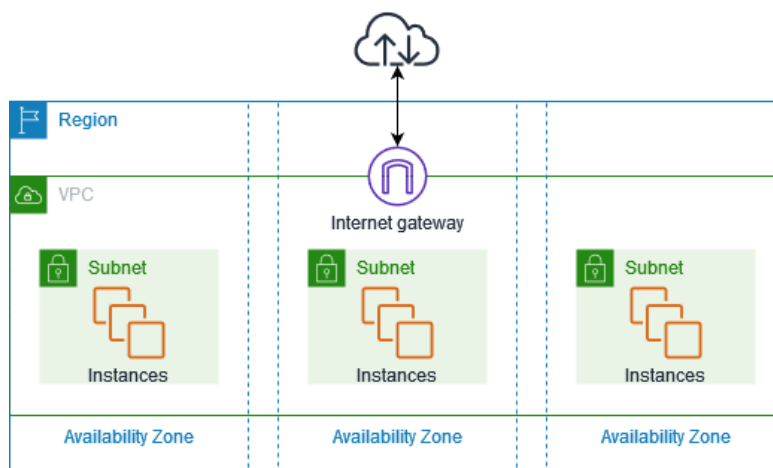 Region
VPC
Internet gateway
Subnet
Subnet
Subnet
Instances
Instances
Instances
Availability Zone
Availability Zone
Availability Zone